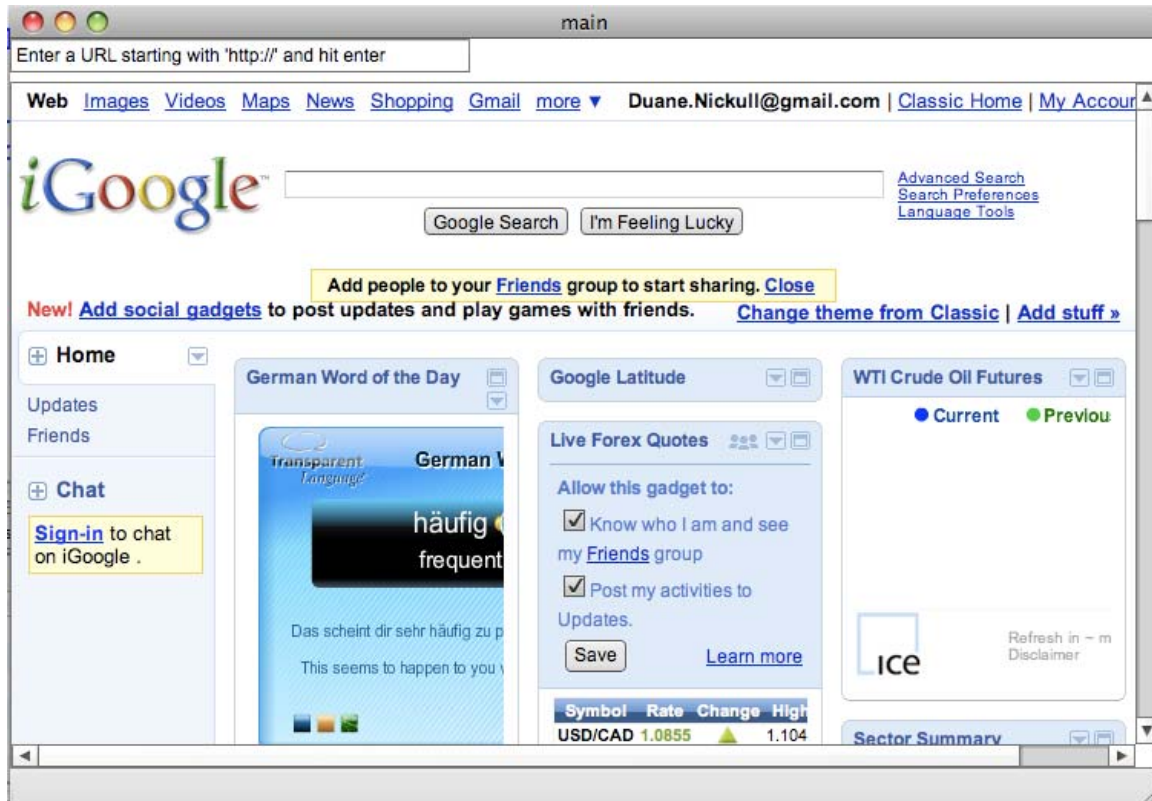 main
Enter a URL starting with 'http://' and hit enter
Web Images Videos Maps News Shopping Gmail more ▼ Duane.Nickull@gmail.com | Classic Home | My Accour
iGoogle™
Advanced Search
Search Preferences
Language Tools
Google Search I'm Feeling Lucky
Add people to your Friends group to start sharing. Close
New! Add social gadgets to post updates and play games with friends.
Change theme from Classic | Add stuff »
Home
Updates
Friends
Chat
Sign-in to chat
on iGoogle .
German Word of the Day
Transparent
Language
German W
häufig
frequent
Das scheint dir sehr häufig zu p
This seems to happen to you v
Google Latitude
Live Forex Quotes
Allow this gadget to:
Know who I am and see
my Friends group
Post my activities to
Updates.
Save Learn more
Symbol Rate Change High
USD/CAD 1.0855 1.104
WTI Crude Oil Futures
Current Previou
ICE
Refresh in ~ m
Disclaimer
Sector Summary